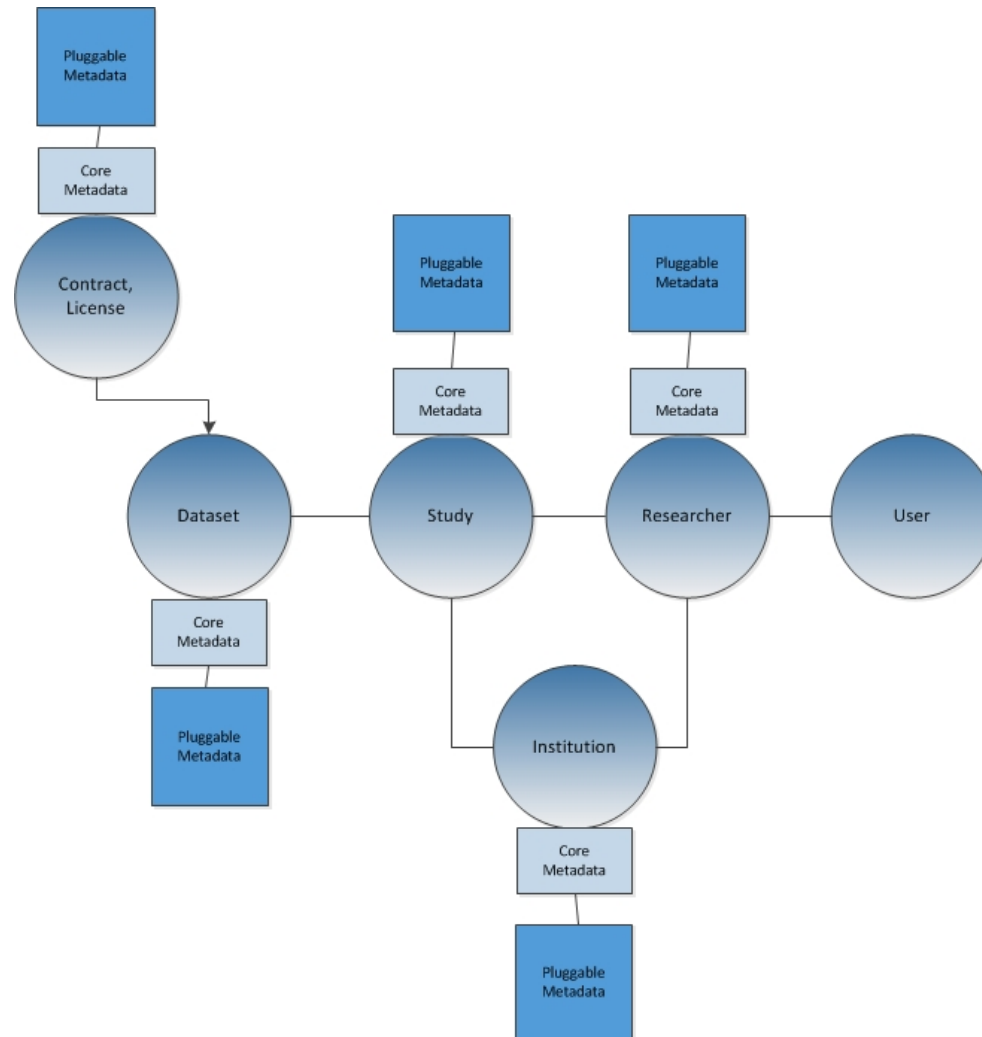 Pluggable
Metadata
Core
Metadata
Contract,
License
Pluggable
Metadata
Pluggable
Metadata
Core
Metadata
Core
Metadata
Dataset
Study
Researcher
User
Core
Metadata
Pluggable
Metadata
Institution
Core
Metadata
Pluggable
Metadata